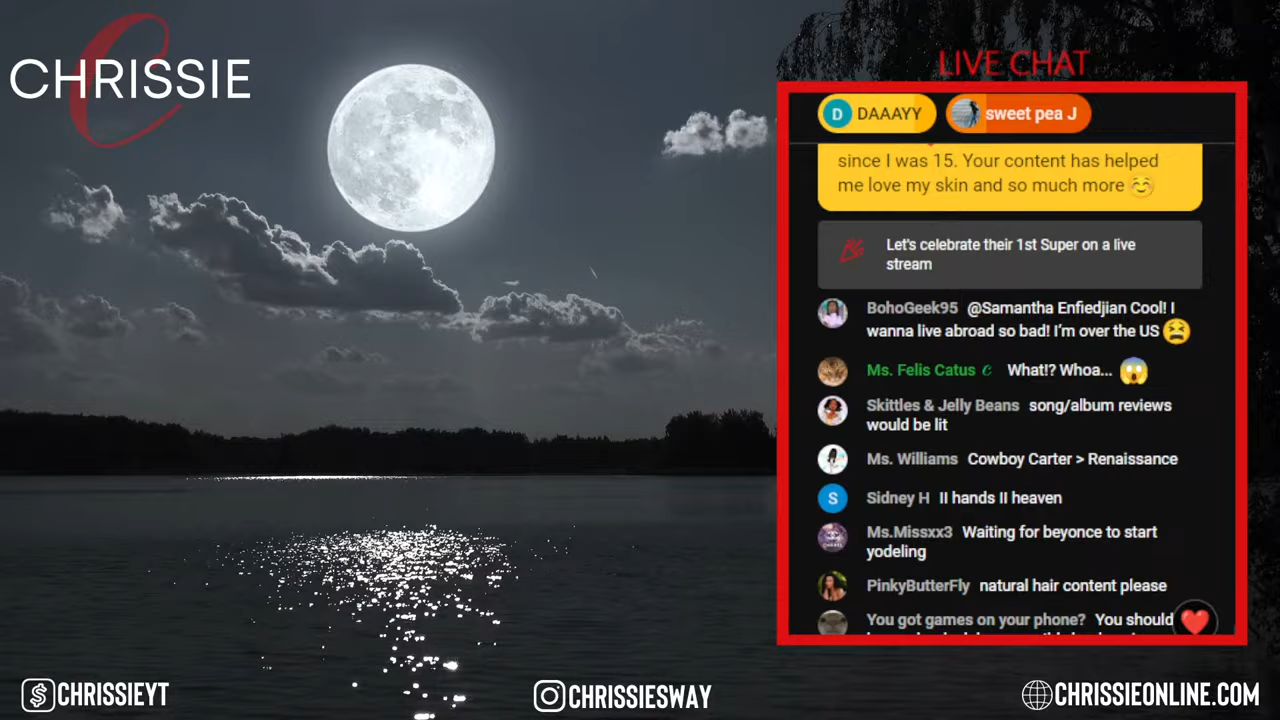 CHRISSIE
LIVE CHAT
D DAAAYY sweet pea J
since I was 15. Your content has helped
me love my skin and so much more
Let's celebrate their 1st Super on a live
stream
BohoGeek95 @Samantha Enfiedjian Cool! I
wanna live abroad so bad! I'm over the US
Ms. Felis Catus What!? Whoa...
Skittles & Jelly Beans song/album reviews
would be lit
Ms. Williams Cowboy Carter > Renaissance
S Sidney H II hands II heaven
Ms.Missxx3 Waiting for beyonce to start
yodeling
PinkyButterFly natural hair content please
You got games on your phone? You should
$ CHRISSIEYT
CHRISSIESWAY
CHRISSIEONLINE.COM